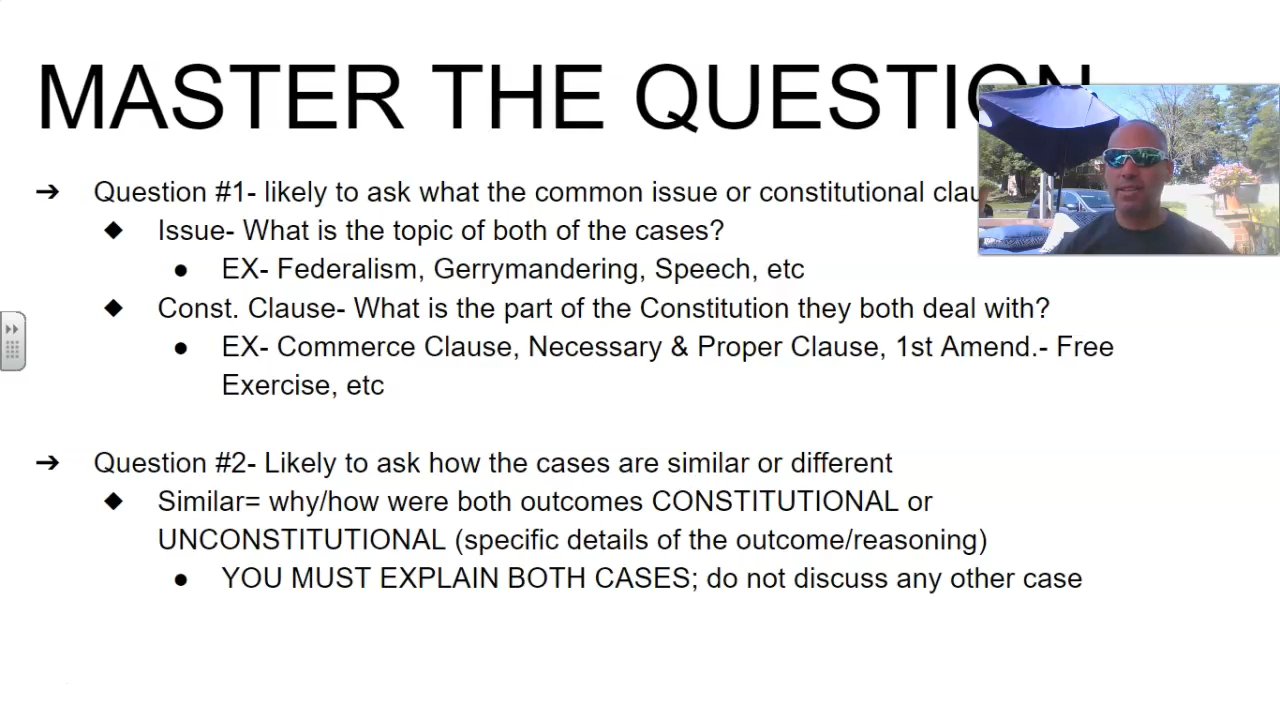 MASTER THE QUESTION
➔ Question #1- likely to ask what the common issue or constitutional
◆ Issue- What is the topic of both of the cases?
● EX- Federalism, Gerrymandering, Speech, etc
◆ Const. Clause- What is the part of the Constitution they both deal with?
● EX- Commerce Clause, Necessary & Proper Clause, 1st Amend.- Free
Exercise, etc
➔ Question #2- Likely to ask how the cases are similar or different
◆ Similar= why/how were both outcomes CONSTITUTIONAL or
UNCONSTITUTIONAL (specific details of the outcome/reasoning)
● YOU MUST EXPLAIN BOTH CASES; do not discuss any other case